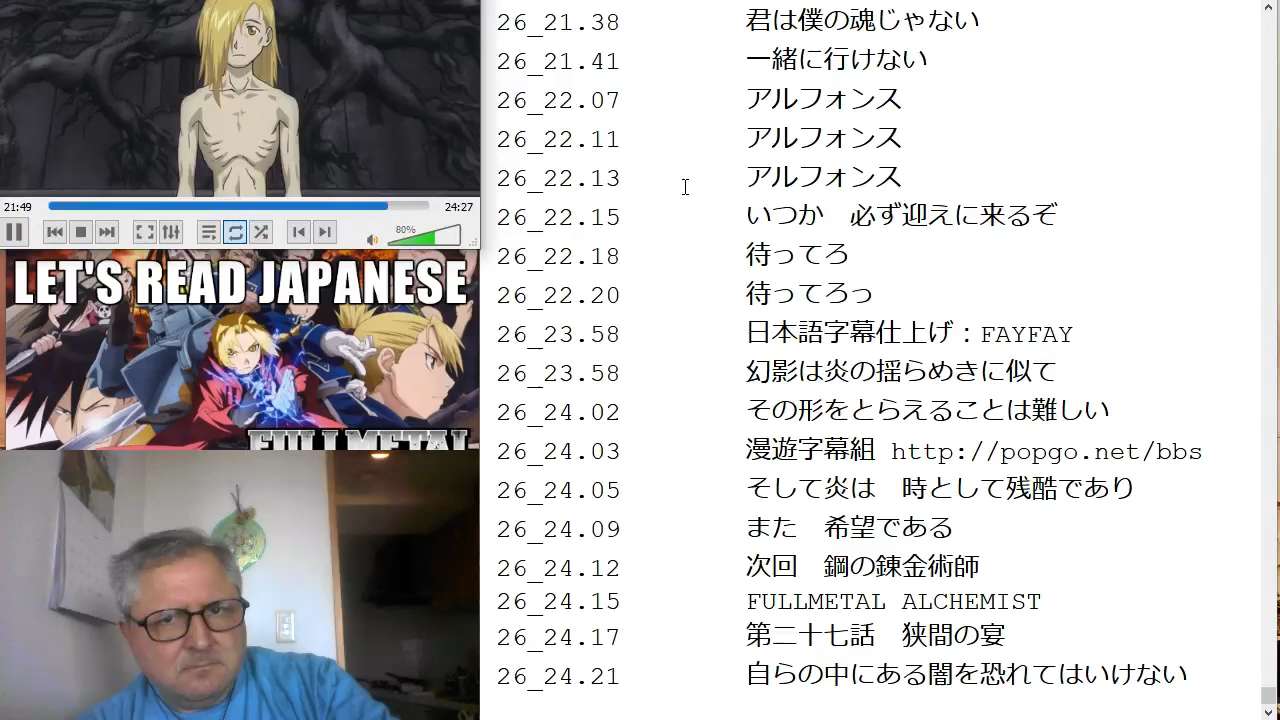 21:49
24:27
80%
LET'S READ JAPANESE
FULLMETAL
26_21.38 君は僕の魂じゃない
26_21.41 一緒に行けない
26_22.07 アルフォンス
26_22.11 アルフォンス
26_22.13 アルフォンス
26_22.15 いつか　必ず迎えに来るぞ
26_22.18 待ってろ
26_22.20 待ってろっ
26_23.58 日本語字幕仕上げ：FAYFAY
26_23.58 幻影は炎の揺らめきに似て
26_24.02 その形をとらえることは難しい
26_24.03 漫遊字幕組 http://popgo.net/bbs
26_24.05 そして炎は　時として残酷であり
26_24.09 また　希望である
26_24.12 次回　鋼の錬金術師
26_24.15 FULLMETAL ALCHEMIST
26_24.17 第二十七話　狭間の宴
26_24.21 自らの中にある闇を恐れてはいけない